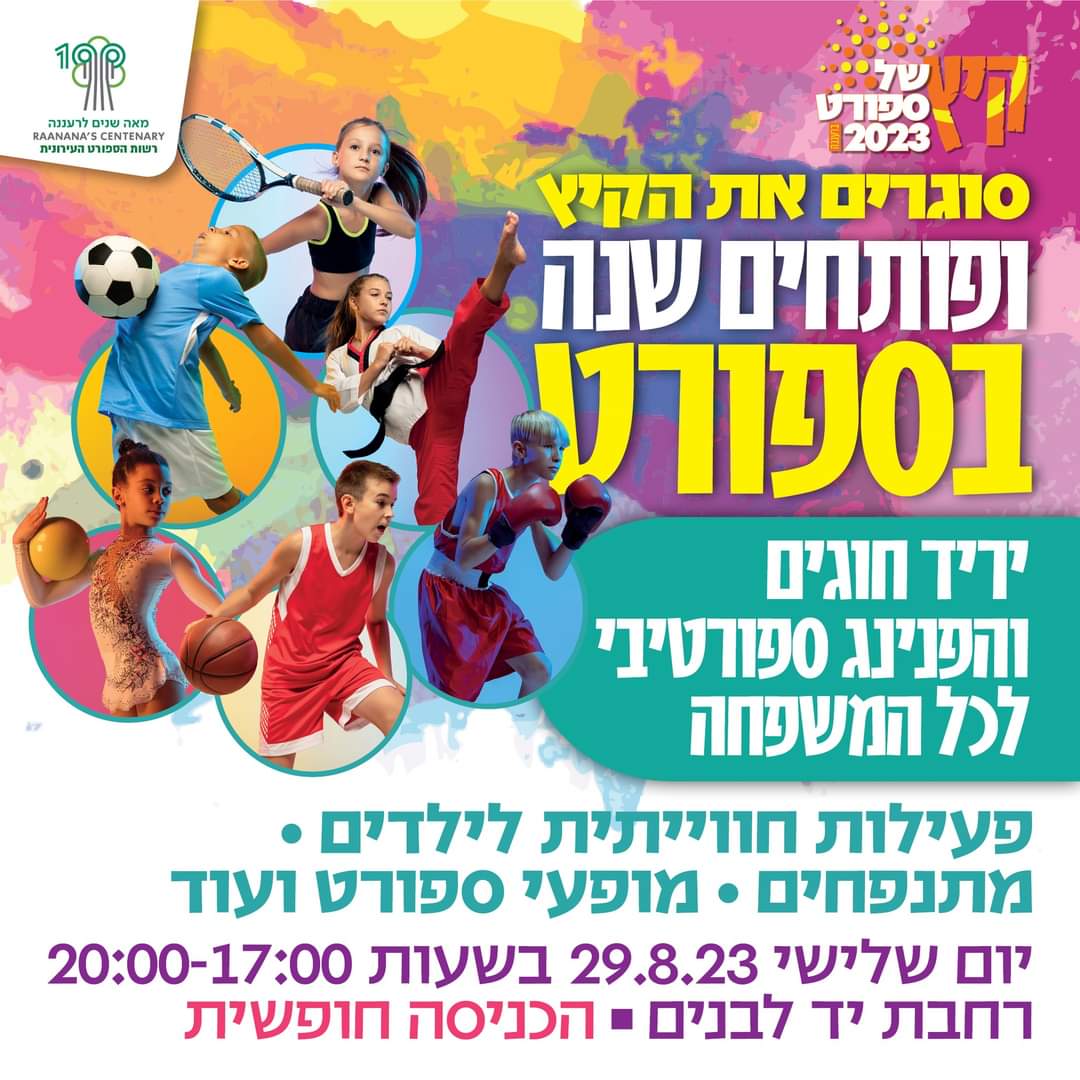 100
מאה שנים לרעננה
RAANANA'S CENTENARY
רשות הספורט העירונית
קיץ
של
ספורט
2023
ברעננה
סוגרים את הקיץ
ופותחים שנה
בספורט
יריד חוגים
והפנינג ספורטיבי
לכל המשפחה
פעילות חווייתית לילדים •
מתנפחים • מופעי ספורט ועוד
יום שלישי 29.8.23 בשעות 20:00-17:00
רחבת יד לבנים ■ הכניסה חופשית